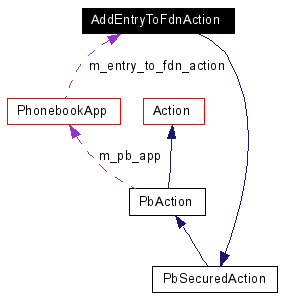 AddEntryToFdnAction
m_entry_to_fdn_action
PhonebookApp
Action
m_pb_app
PbAction
PbSecuredAction